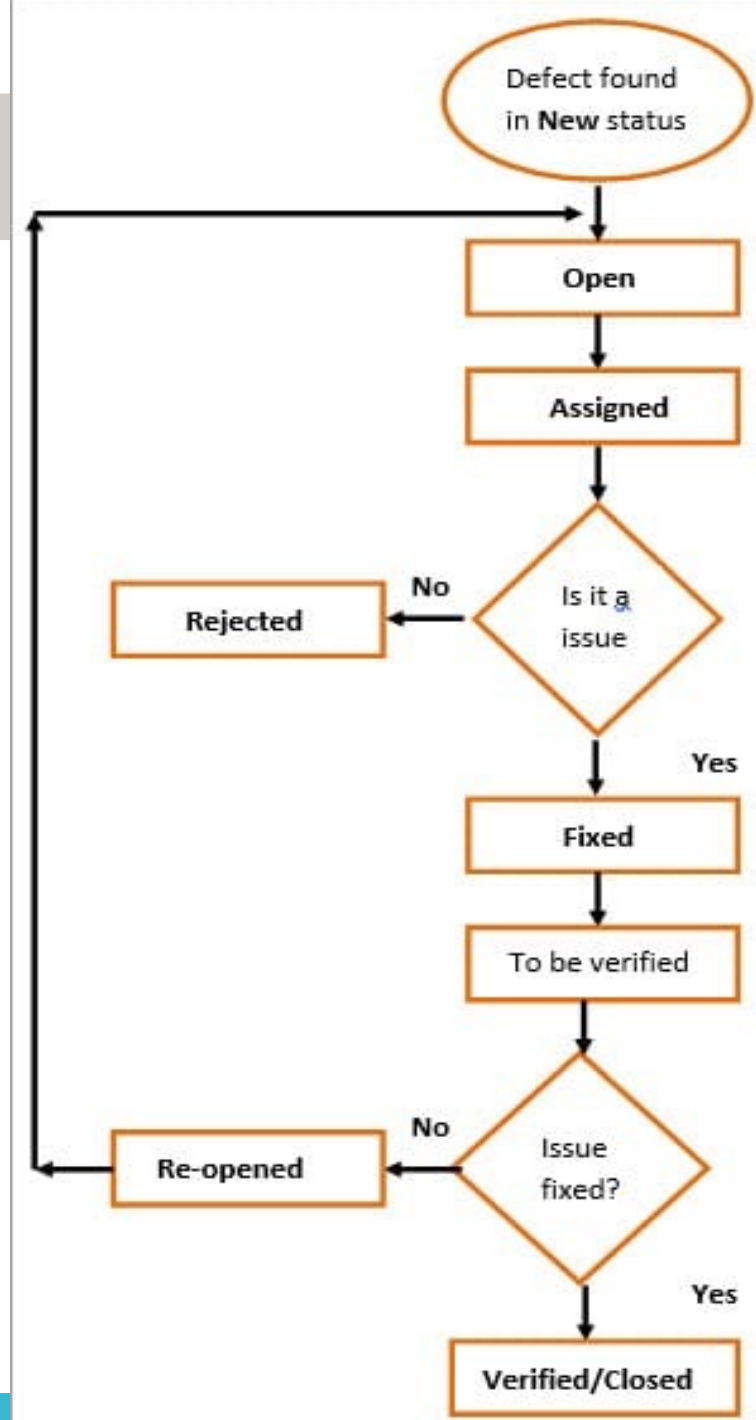 Defect found
in New status
Open
Assigned
Is it a
issue
No
Rejected
Yes
Fixed
To be verified
Issue
fixed?
No
Re-opened
Yes
Verified/Closed